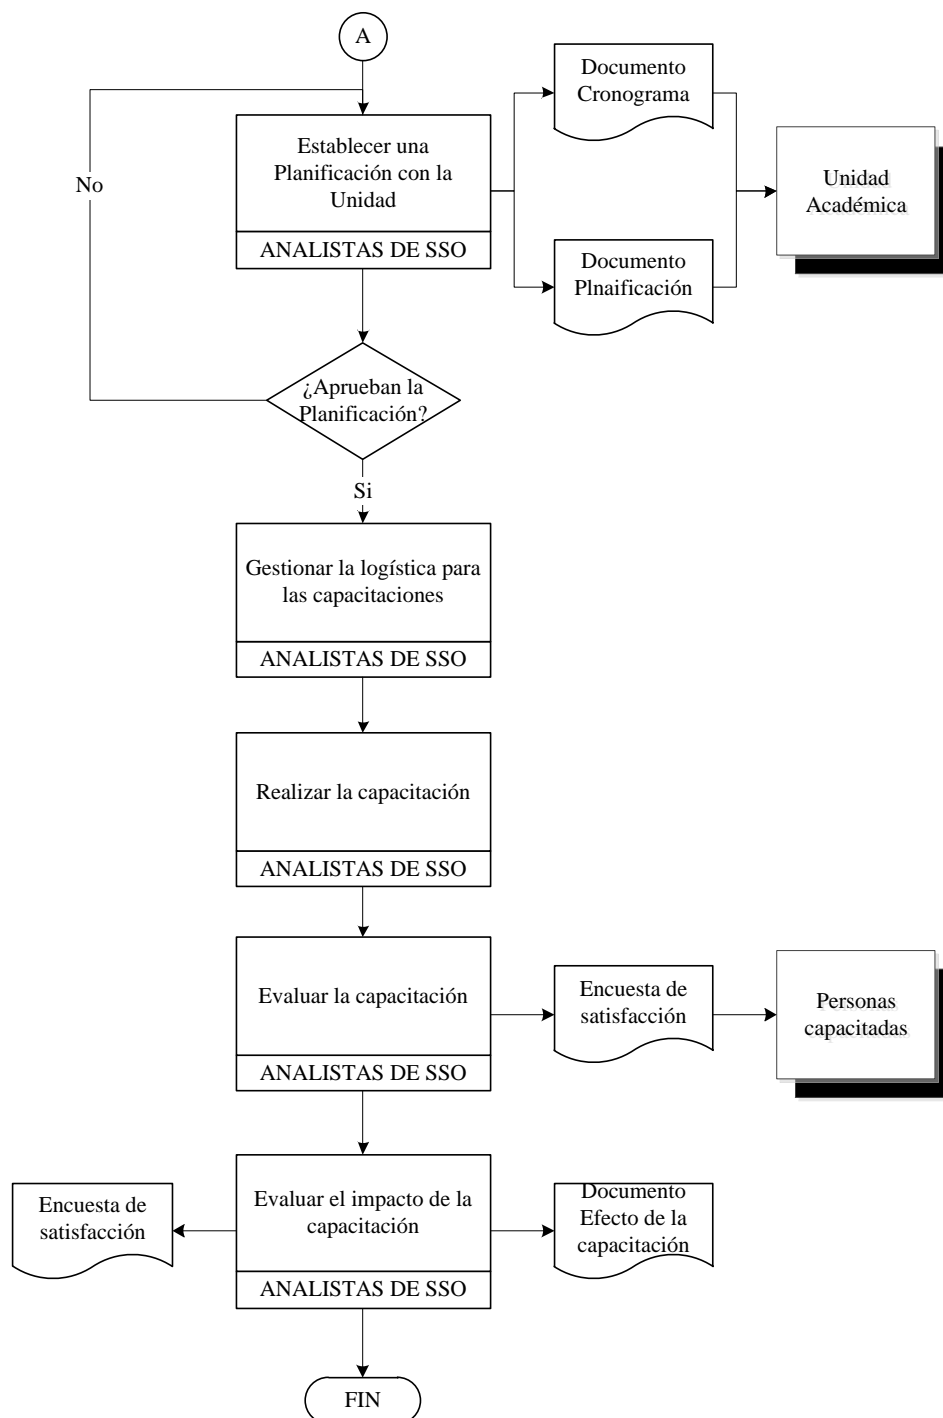 A
Documento
Cronograma
Establecer una
Planificación con la
Unidad
ANALISTAS DE SSO
No
Unidad
Académica
Documento
Plnaificación
¿Aprueban la
Planificación?
Si
Gestionar la logística para
las capacitaciones
ANALISTAS DE SSO
Realizar la capacitación
ANALISTAS DE SSO
Evaluar la capacitación
ANALISTAS DE SSO
Encuesta de
satisfacción
Personas
capacitadas
Encuesta de
satisfacción
Evaluar el impacto de la
capacitación
ANALISTAS DE SSO
Documento
Efecto de la
capacitación
FIN